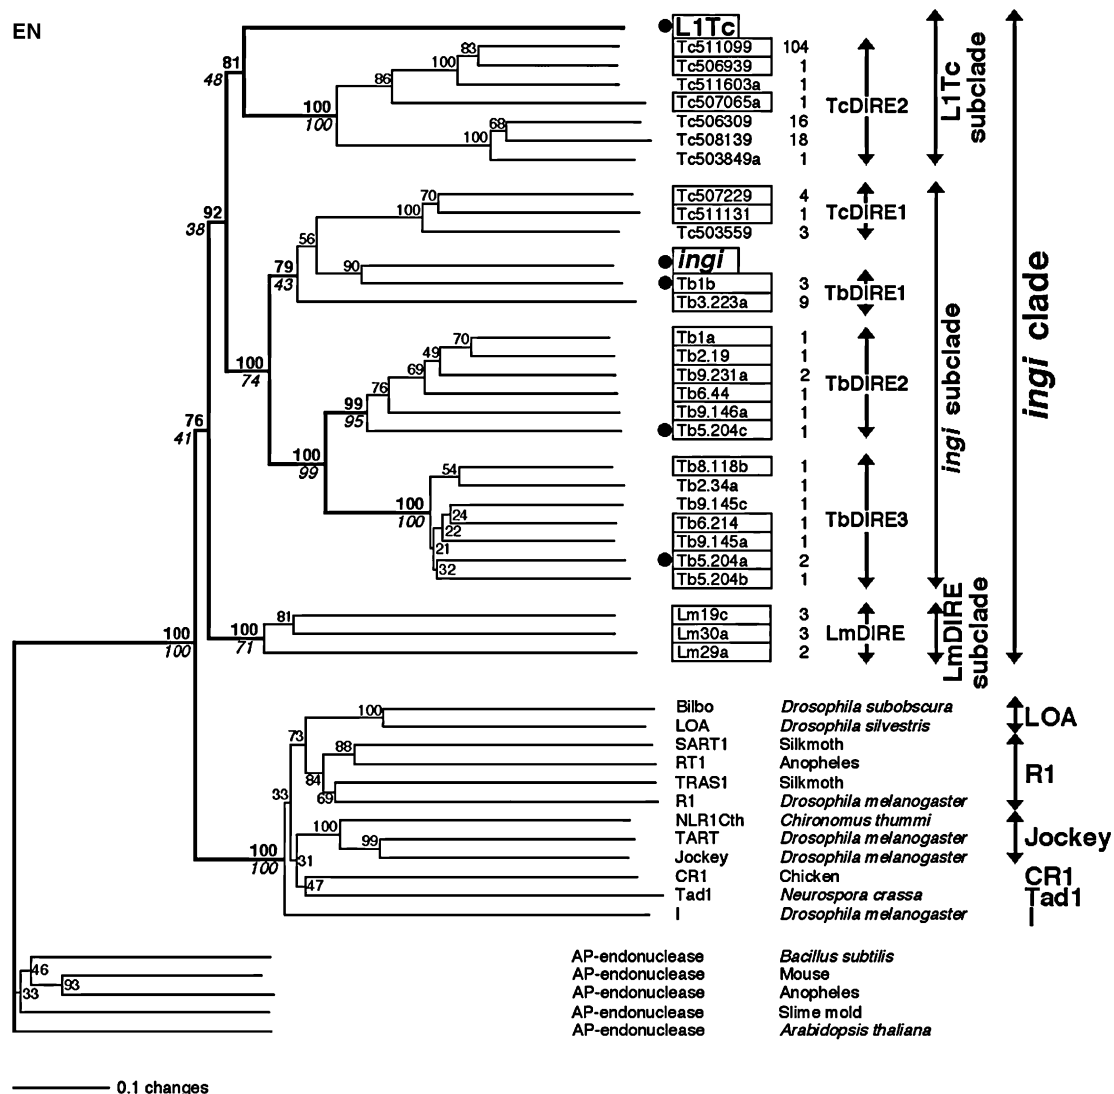 EN
L1Tc
Tc511099 104
Tc506939 1
Tc511603a 1
Tc507065a 1
Tc506309 16
Tc508139 18
Tc503849a 1
TcDIRE2
L1Tc subclade
Tc507229 4
Tc511131 1
Tc503559 3
TcDIRE1
ingi
Tb1b 3
Tb3.223a 9
TbDIRE1
Tb1a 1
Tb2.19 1
Tb9.231a 2
Tb6.44 1
Tb9.146a 1
Tb5.204c 1
TbDIRE2
Tb8.118b 1
Tb2.34a 1
Tb9.145c 1
Tb6.214 1
Tb9.145a 1
Tb5.204a 2
Tb5.204b 1
TbDIRE3
ingi subclade
Lm19c 3
Lm30a 3
Lm29a 2
LmDIRE
LmDIRE subclade
ingi clade
Bilbo Drosophila subobscura
LOA Drosophila silvestris
LOA
SART1 Silkmoth
RT1 Anopheles
TRAS1 Silkmoth
R1 Drosophila melanogaster
R1
NLR1Cth Chironomus thummi
TART Drosophila melanogaster
Jockey Drosophila melanogaster
Jockey
CR1 Chicken CR1
Tad1 Neurospora crassa Tad1
I Drosophila melanogaster I
AP-endonuclease Bacillus subtilis
AP-endonuclease Mouse
AP-endonuclease Anopheles
AP-endonuclease Slime mold
AP-endonuclease Arabidopsis thaliana
81
48
83
100
86
100
100
68
100
92
38
70
100
56
90
79
43
100
74
70
49
69
76
99
95
100
99
54
100
100
24
22
21
32
76
41
81
100
71
100
100
100
73
88
84
69
33
100
99
31
47
100
100
46
93
33
0.1 changes